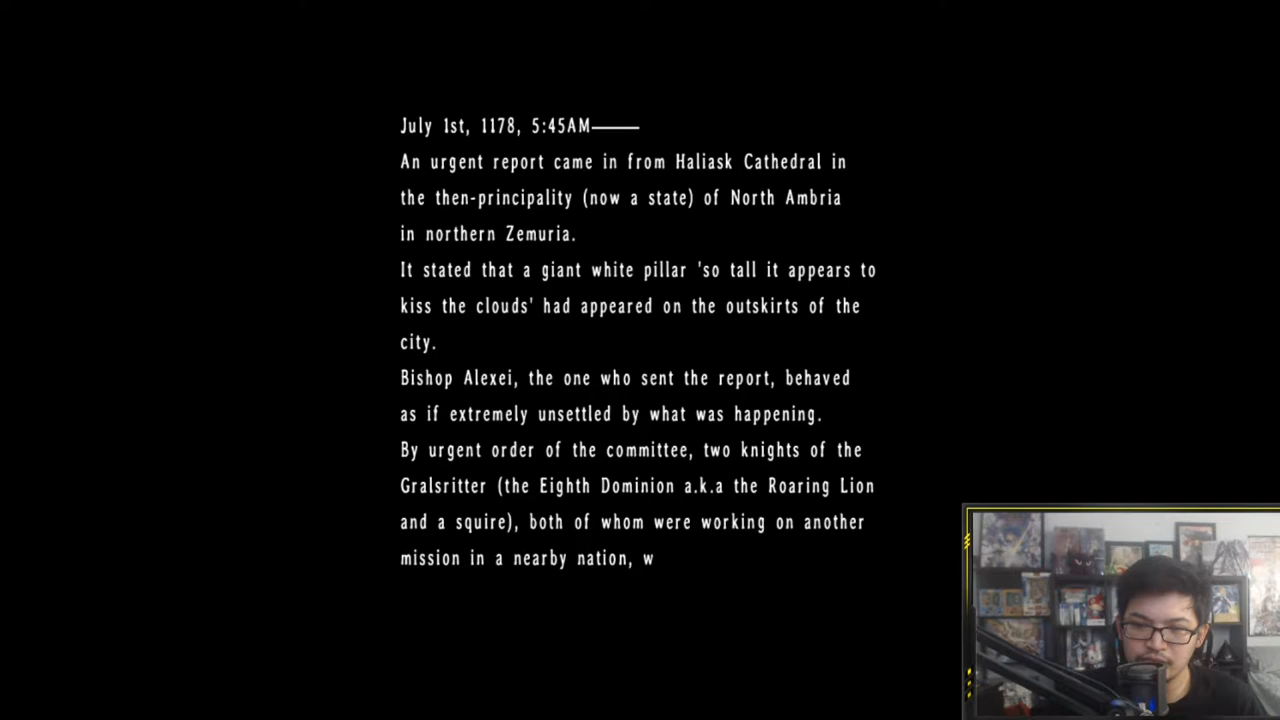 July 1st, 1178, 5:45AM——
An urgent report came in from Haliask Cathedral in
the then-principality (now a state) of North Ambria
in northern Zemuria.
It stated that a giant white pillar 'so tall it appears to
kiss the clouds' had appeared on the outskirts of the
city.
Bishop Alexei, the one who sent the report, behaved
as if extremely unsettled by what was happening.
By urgent order of the committee, two knights of the
Gralsritter (the Eighth Dominion a.k.a the Roaring Lion
and a squire), both of whom were working on another
mission in a nearby nation, w